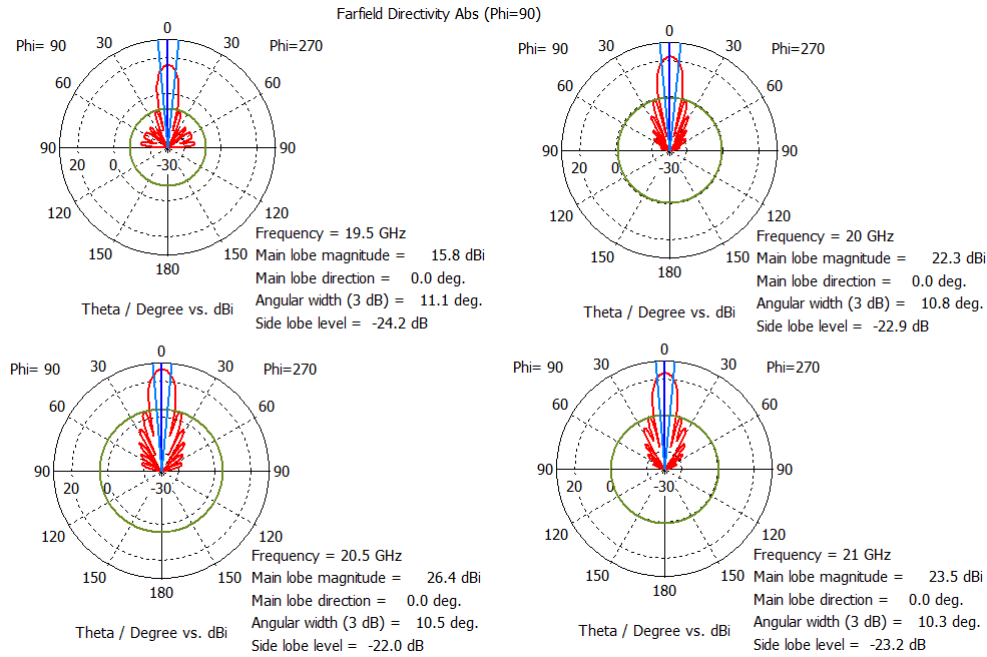 Farfield Directivity Abs (Phi=90)
Phi= 90
30
0
30
Phi=270
60
60
90
20
0
-30
90
120
120
150
180
150
Frequency = 19.5 GHz
Main lobe magnitude = 15.8 dBi
Main lobe direction = 0.0 deg.
Angular width (3 dB) = 11.1 deg.
Side lobe level = -24.2 dB
Theta / Degree vs. dBi
Phi= 90
30
0
30
Phi=270
60
60
90
20
0
-30
90
120
120
150
180
150
Frequency = 20 GHz
Main lobe magnitude = 22.3 dBi
Main lobe direction = 0.0 deg.
Angular width (3 dB) = 10.8 deg.
Side lobe level = -22.9 dB
Theta / Degree vs. dBi
Phi= 90
30
0
30
Phi=270
60
60
90
20
0
-30
90
120
120
150
180
150
Frequency = 20.5 GHz
Main lobe magnitude = 26.4 dBi
Main lobe direction = 0.0 deg.
Angular width (3 dB) = 10.5 deg.
Side lobe level = -22.0 dB
Theta / Degree vs. dBi
Phi= 90
30
0
30
Phi=270
60
60
90
20
0
-30
90
120
120
150
180
150
Frequency = 21 GHz
Main lobe magnitude = 23.5 dBi
Main lobe direction = 0.0 deg.
Angular width (3 dB) = 10.3 deg.
Side lobe level = -23.2 dB
Theta / Degree vs. dBi